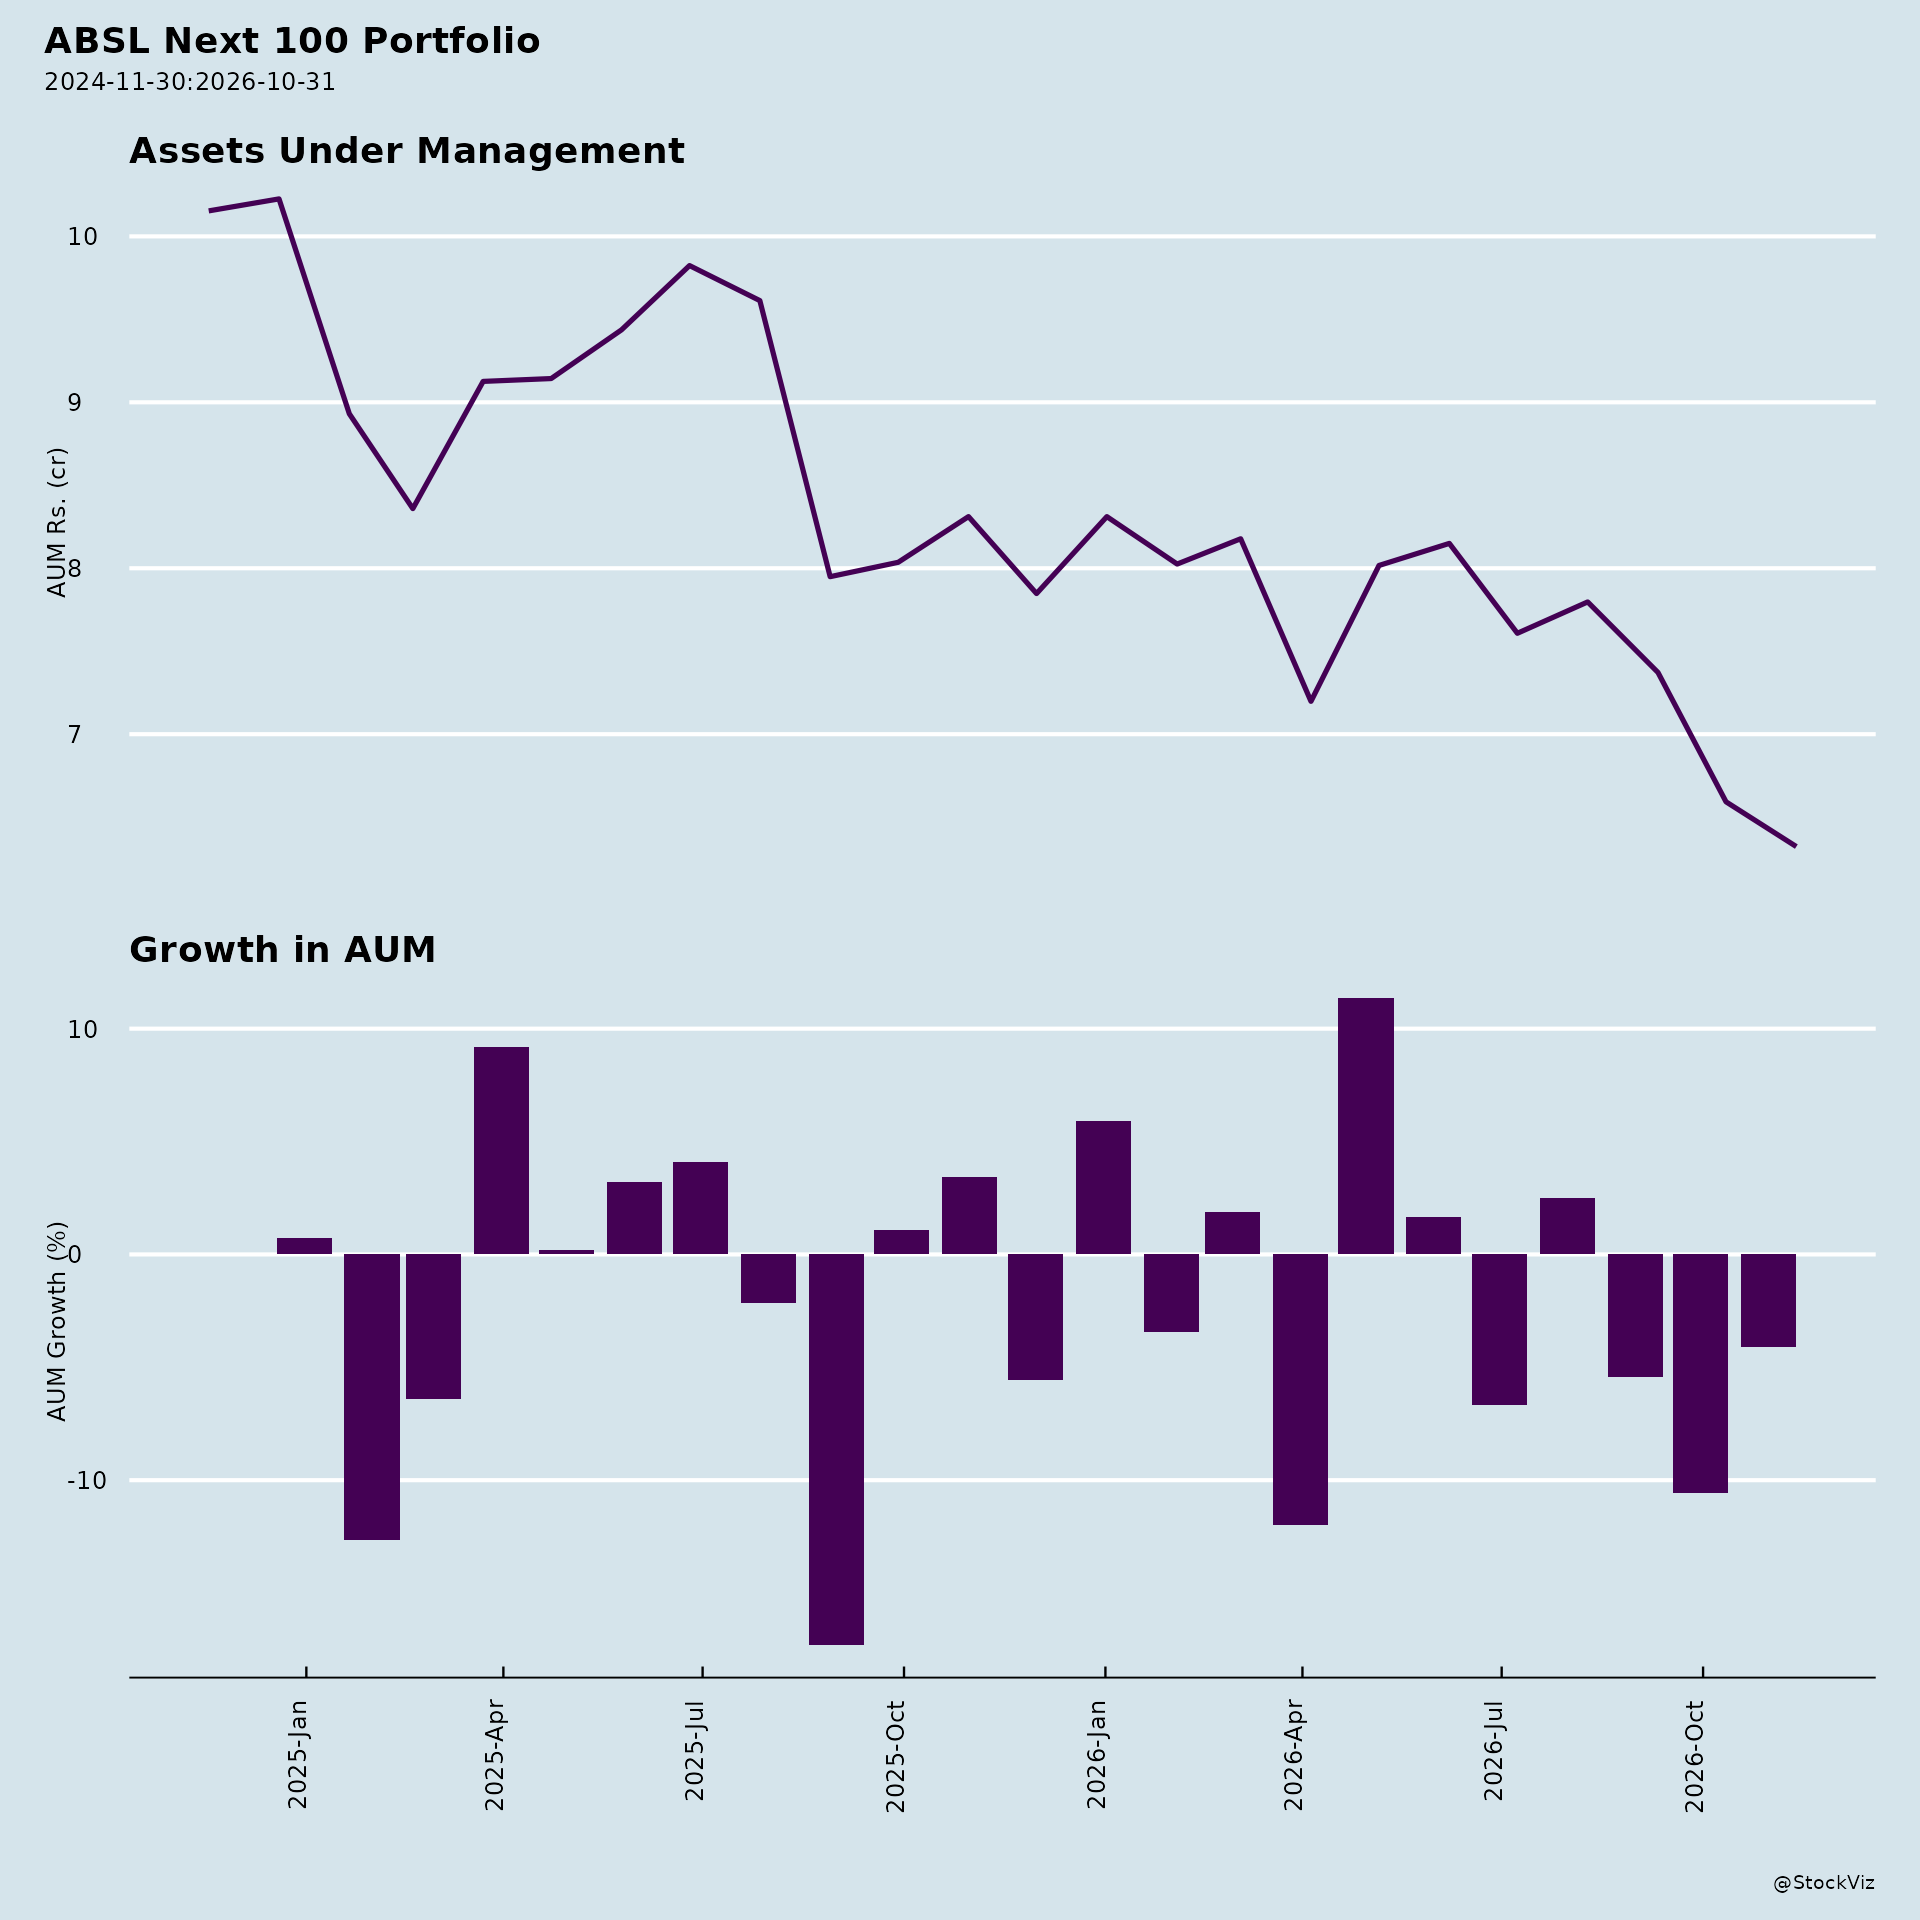 ABSL Next 100 Portfolio
2024-11-30:2026-10-31
Assets Under Management
10
9
8
7
AUM Rs. (cr)
Growth in AUM
10
0
-10
AUM Growth (%)
2025-Jan
2025-Apr
2025-Jul
2025-Oct
2026-Jan
2026-Apr
2026-Jul
2026-Oct
@StockViz